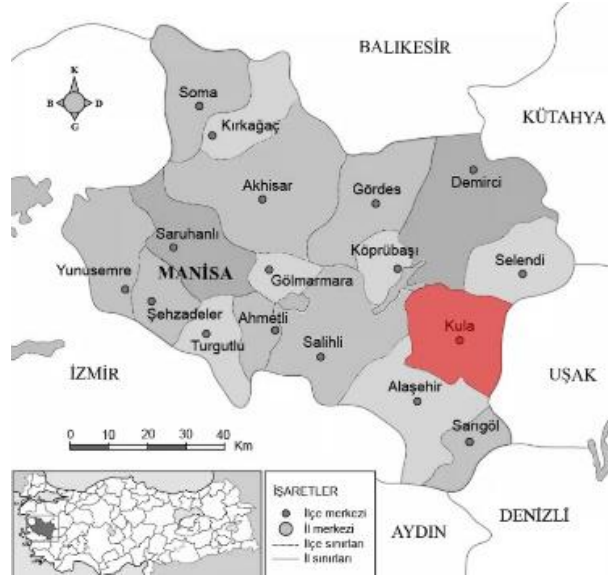 BALIKESİR
K
B D
G
Soma
KÜTAHYA
Kırkağaç
Demirci
Akhisar
Gördes
Saruhanlı
Köprübaşı
Selendi
Yunusemre
MANİSA
Gölmarmara
Şehzadeler
Ahmetli
Kula
Turgutlu
Salihli
İZMİR
UŞAK
Alaşehir
Sarıgöl
0 10 20 30 40
Km
İŞARETLER
İlçe merkezi
İl merkezi
İlçe sınırları
İl sınırları
AYDIN
DENİZLİ